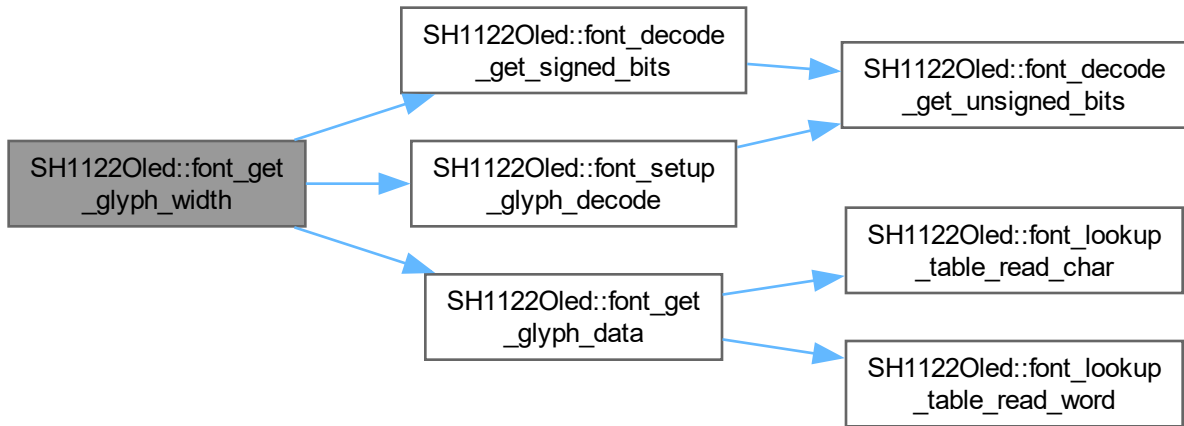 SH1122Oled::font_get
_glyph_width
SH1122Oled::font_decode
_get_signed_bits
SH1122Oled::font_setup
_glyph_decode
SH1122Oled::font_get
_glyph_data
SH1122Oled::font_decode
_get_unsigned_bits
SH1122Oled::font_lookup
_table_read_char
SH1122Oled::font_lookup
_table_read_word